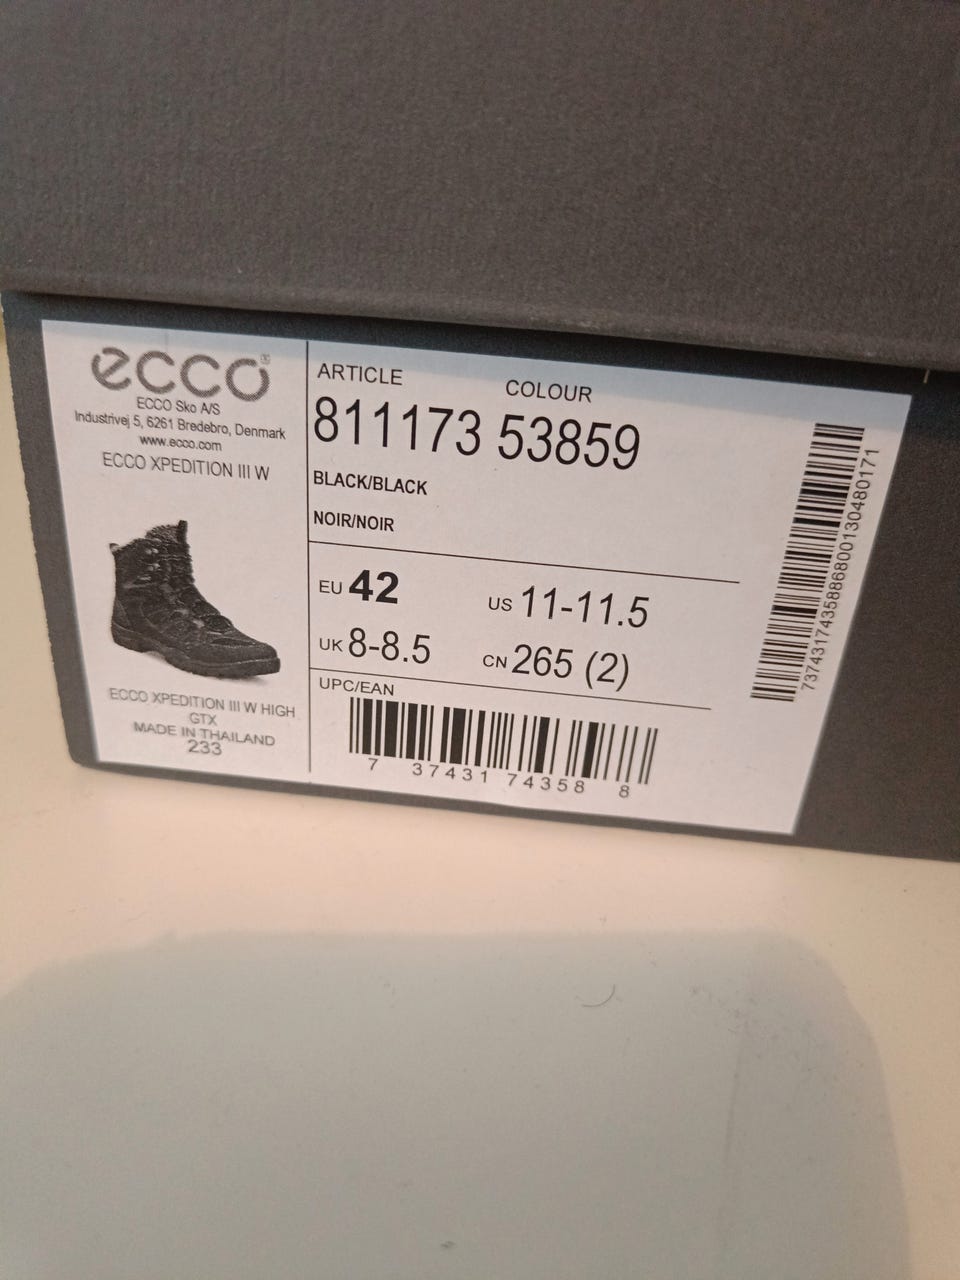 ecco®
ECCO Sko A/S
Industrivej 5, 6261 Bredebro, Denmark
www.ecco.com
ECCO XPEDITION III W
ECCO XPEDITION III W HIGH
GTX
MADE IN THAILAND
233
ARTICLE COLOUR
811173 53859
BLACK/BLACK
NOIR/NOIR
EU 42 US 11-11.5
UK 8-8.5 CN 265 (2)
UPC/EAN
7 37431 74358 8
737431743588680013048017​1